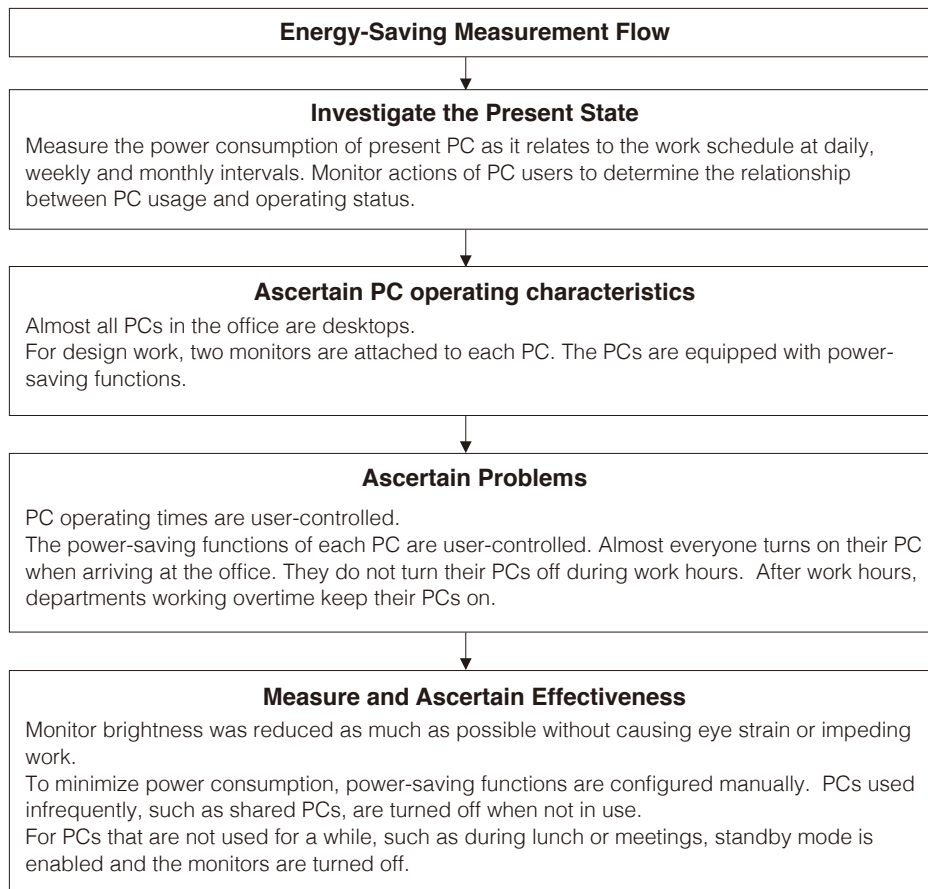 Energy-Saving Measurement Flow
Investigate the Present State
Measure the power consumption of present PC as it relates to the work schedule at daily,
weekly and monthly intervals. Monitor actions of PC users to determine the relationship
between PC usage and operating status.
Ascertain PC operating characteristics
Almost all PCs in the office are desktops.
For design work, two monitors are attached to each PC. The PCs are equipped with power-
saving functions.
Ascertain Problems
PC operating times are user-controlled.
The power-saving functions of each PC are user-controlled. Almost everyone turns on their PC
when arriving at the office. They do not turn their PCs off during work hours.  After work hours,
departments working overtime keep their PCs on.
Measure and Ascertain Effectiveness
Monitor brightness was reduced as much as possible without causing eye strain or impeding
work.
To minimize power consumption, power-saving functions are configured manually.  PCs used
infrequently, such as shared PCs, are turned off when not in use.
For PCs that are not used for a while, such as during lunch or meetings, standby mode is
enabled and the monitors are turned off.